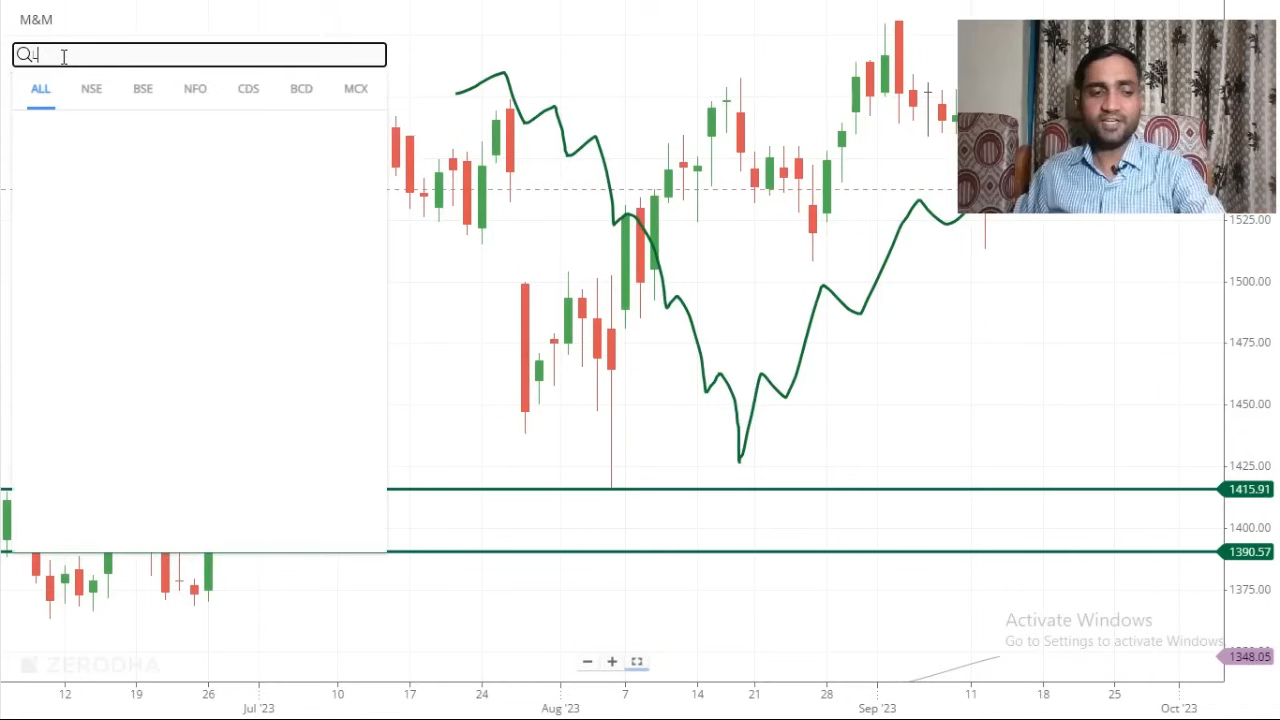 M&M
ALL NSE BSE NFO CDS BCD MCX
1525.00
1500.00
1475.00
1450.00
1425.00
1415.91
1400.00
1390.57
1375.00
Activate Windows
Go to Settings to activate Windows
1348.05
ZERODHA
12 19 26 10 17 24 7 14 21 28 11 18 25
Jul '23 Aug '23 Sep '23 Oct '23